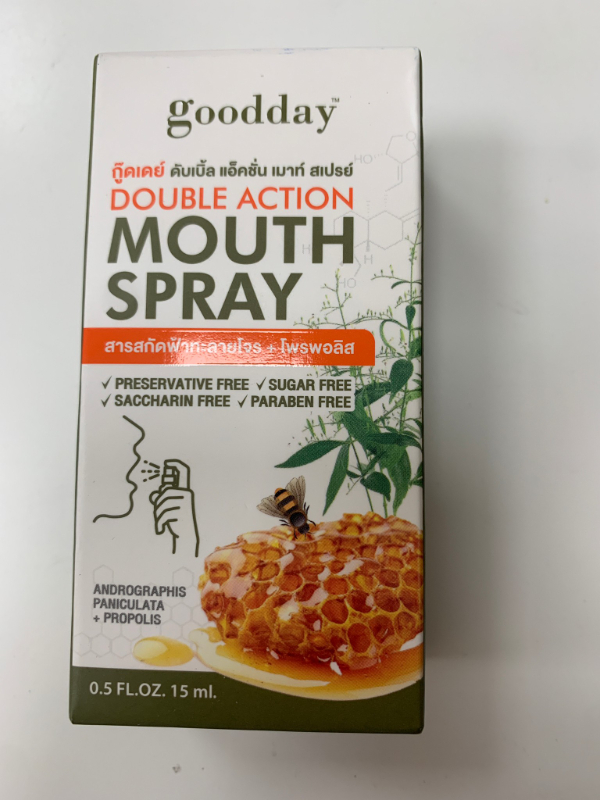 goodday™
กู๊ดเดย์ ดับเบิ้ล แอ็คชั่น เมาท์ สเปรย์
DOUBLE ACTION
MOUTH
SPRAY
สารสกัดฟ้าทะลายโจร + โพรพอลิส
✓ PRESERVATIVE FREE ✓ SUGAR FREE
✓ SACCHARIN FREE ✓ PARABEN FREE
HO
O
HO
H
HO
ANDROGRAPHIS
PANICULATA
+ PROPOLIS
0.5 FL.OZ. 15 ml.